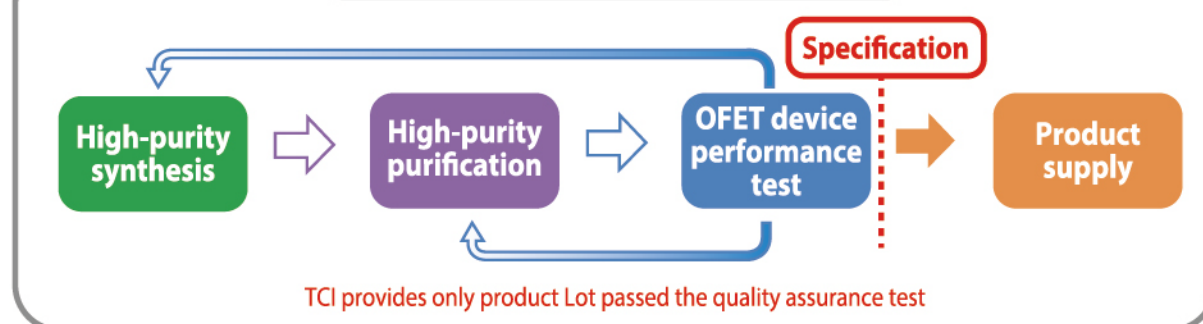 Specification
High-purity
synthesis
High-purity
purification
OFET device
performance
test
Product
supply
TCI provides only product Lot passed the quality assurance test